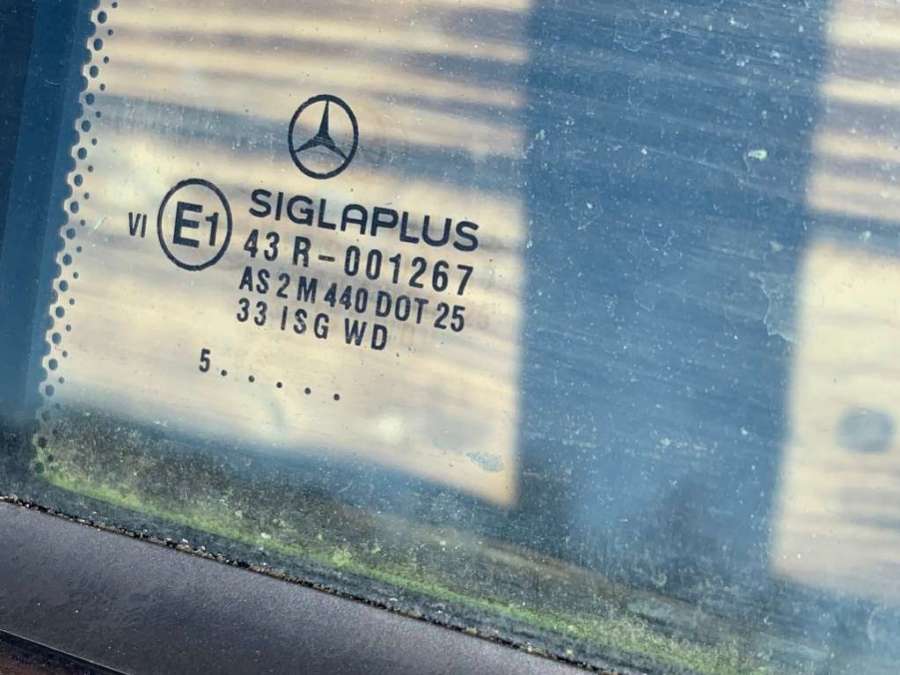 SIGLAPLUS
VI E1 43 R-001267
AS 2 M 440 DOT 25
33 ISG WD
5.....